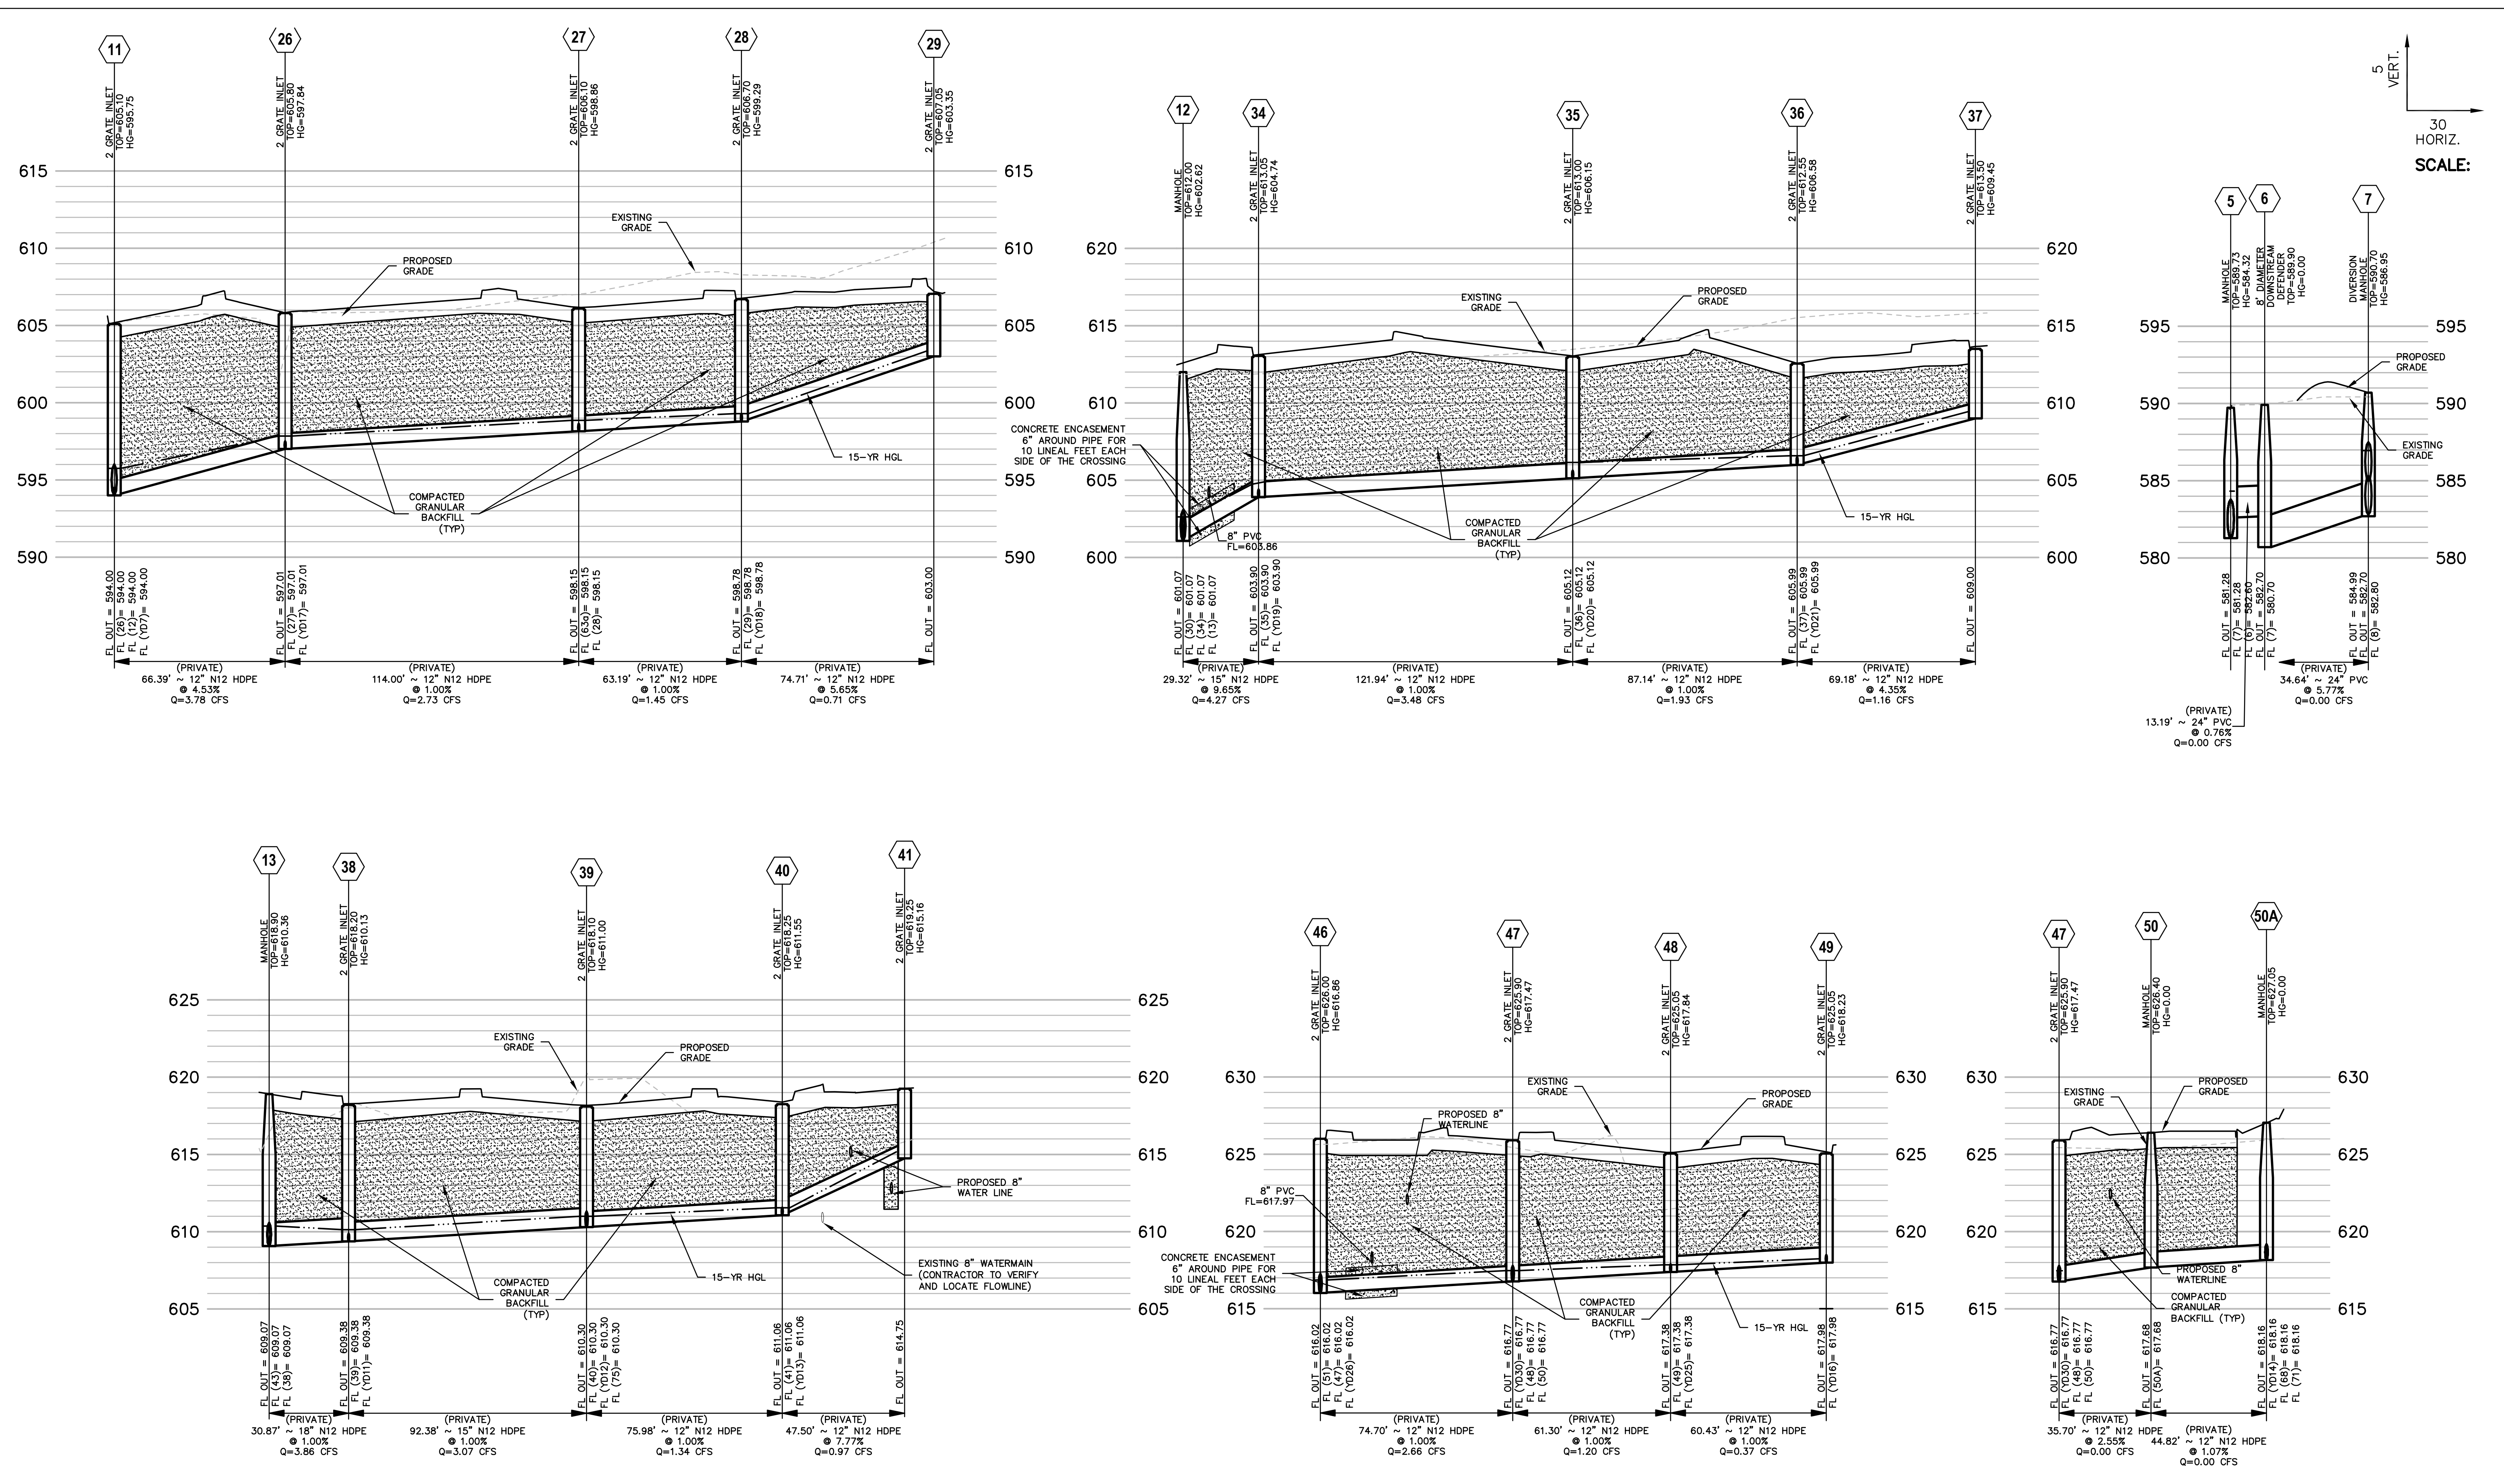 11
2 GRATE INLET
TOP=605.10
HG=595.75
26
2 GRATE INLET
TOP=605.80
HG=597.84
27
2 GRATE INLET
TOP=606.10
HG=598.86
28
2 GRATE INLET
TOP=606.70
HG=599.29
29
2 GRATE INLET
TOP=607.05
HG=603.35
615
610
605
600
595
590
615
610
605
600
595
590
EXISTING
GRADE
PROPOSED
GRADE
15-YR HGL
COMPACTED
GRANULAR
BACKFILL
(TYP)
FL OUT = 594.00
FL (26)= 594.00
FL (12)= 594.00
FL (YD7)= 594.00
FL OUT = 597.01
FL (27)= 597.01
FL (YD17)= 597.01
FL OUT = 598.15
FL (63a)= 598.15
FL (28)= 598.15
FL OUT = 598.78
FL (29)= 598.78
FL (YD18)= 598.78
FL OUT = 603.00
(PRIVATE)
66.39' ~ 12" N12 HDPE
@ 4.53%
Q=3.78 CFS
(PRIVATE)
114.00' ~ 12" N12 HDPE
@ 1.00%
Q=2.73 CFS
(PRIVATE)
63.19' ~ 12" N12 HDPE
@ 1.00%
Q=1.45 CFS
(PRIVATE)
74.71' ~ 12" N12 HDPE
@ 5.65%
Q=0.71 CFS
12
MANHOLE
TOP=612.00
HG=602.62
34
2 GRATE INLET
TOP=613.05
HG=604.74
35
2 GRATE INLET
TOP=613.00
HG=606.15
36
2 GRATE INLET
TOP=612.55
HG=606.58
37
2 GRATE INLET
TOP=613.50
HG=609.45
620
615
610
605
600
620
615
610
605
600
EXISTING
GRADE
PROPOSED
GRADE
CONCRETE ENCASEMENT
6" AROUND PIPE FOR
10 LINEAL FEET EACH
SIDE OF THE CROSSING
8" PVC
FL=603.86
COMPACTED
GRANULAR
BACKFILL
(TYP)
15-YR HGL
FL OUT = 601.07
FL (30)= 601.07
FL (34)= 601.07
FL (13)= 601.07
FL OUT = 603.90
FL (35)= 603.90
FL (YD19)= 603.90
FL OUT = 605.12
FL (36)= 605.12
FL (YD20)= 605.12
FL OUT = 605.99
FL (37)= 605.99
FL (YD21)= 605.99
FL OUT = 609.00
(PRIVATE)
29.32' ~ 15" N12 HDPE
@ 9.65%
Q=4.27 CFS
(PRIVATE)
121.94' ~ 12" N12 HDPE
@ 1.00%
Q=3.48 CFS
(PRIVATE)
87.14' ~ 12" N12 HDPE
@ 1.00%
Q=1.93 CFS
(PRIVATE)
69.18' ~ 12" N12 HDPE
@ 4.35%
Q=1.16 CFS
5
VERT.
30
HORIZ.
SCALE:
5
MANHOLE
TOP=589.73
HG=584.32
6
8' DIAMETER
DOWNSTREAM
DEFENDER
TOP=589.90
HG=0.00
7
DIVERSION
MANHOLE
TOP=590.70
HG=586.95
595
590
585
580
595
590
585
580
PROPOSED
GRADE
EXISTING
GRADE
FL OUT = 581.28
FL (7)= 581.28
FL (6)= 582.60
FL OUT = 582.70
FL (7)= 580.70
FL OUT = 584.99
FL OUT = 582.70
FL (8)= 582.80
(PRIVATE)
34.64' ~ 24" PVC
@ 5.77%
Q=0.00 CFS
(PRIVATE)
13.19' ~ 24" PVC
@ 0.76%
Q=0.00 CFS
13
MANHOLE
TOP=618.90
HG=610.36
38
2 GRATE INLET
TOP=618.20
HG=610.13
39
2 GRATE INLET
TOP=618.10
HG=611.00
40
2 GRATE INLET
TOP=618.25
HG=611.55
41
2 GRATE INLET
TOP=619.25
HG=615.16
625
620
615
610
605
625
620
615
610
605
EXISTING
GRADE
PROPOSED
GRADE
PROPOSED 8"
WATER LINE
EXISTING 8" WATERMAIN
(CONTRACTOR TO VERIFY
AND LOCATE FLOWLINE)
15-YR HGL
COMPACTED
GRANULAR
BACKFILL
(TYP)
FL OUT = 609.07
FL (43)= 609.07
FL (38)= 609.07
FL OUT = 609.38
FL (39)= 609.38
FL (YD11)= 609.38
FL OUT = 610.30
FL (40)= 610.30
FL (YD12)= 610.30
FL (75)= 610.30
FL OUT = 611.06
FL (41)= 611.06
FL (YD13)= 611.06
FL OUT = 614.75
(PRIVATE)
30.87' ~ 18" N12 HDPE
@ 1.00%
Q=3.86 CFS
(PRIVATE)
92.38' ~ 15" N12 HDPE
@ 1.00%
Q=3.07 CFS
(PRIVATE)
75.98' ~ 12" N12 HDPE
@ 1.00%
Q=1.34 CFS
(PRIVATE)
47.50' ~ 12" N12 HDPE
@ 7.77%
Q=0.97 CFS
46
2 GRATE INLET
TOP=626.00
HG=616.86
47
2 GRATE INLET
TOP=625.90
HG=617.47
48
2 GRATE INLET
TOP=625.05
HG=617.84
49
2 GRATE INLET
TOP=625.05
HG=618.23
630
625
620
615
630
625
620
615
PROPOSED 8"
WATERLINE
EXISTING
GRADE
PROPOSED
GRADE
8" PVC
FL=617.97
CONCRETE ENCASEMENT
6" AROUND PIPE FOR
10 LINEAL FEET EACH
SIDE OF THE CROSSING
COMPACTED
GRANULAR
BACKFILL
(TYP)
15-YR HGL
FL OUT = 616.02
FL (51)= 616.02
FL (47)= 616.02
FL (YD26)= 616.02
FL OUT = 616.77
FL (YD30)= 616.77
FL (48)= 616.77
FL (50)= 616.77
FL OUT = 617.38
FL (49)= 617.38
FL (YD25)= 617.38
FL OUT = 617.98
FL (YD16)= 617.98
(PRIVATE)
74.70' ~ 12" N12 HDPE
@ 1.00%
Q=2.66 CFS
(PRIVATE)
61.30' ~ 12" N12 HDPE
@ 1.00%
Q=1.20 CFS
(PRIVATE)
60.43' ~ 12" N12 HDPE
@ 1.00%
Q=0.37 CFS
47
2 GRATE INLET
TOP=625.90
HG=617.47
50
MANHOLE
TOP=626.40
HG=0.00
50A
MANHOLE
TOP=627.05
HG=0.00
630
625
620
615
630
625
620
615
EXISTING
GRADE
PROPOSED
GRADE
PROPOSED 8"
WATERLINE
COMPACTED
GRANULAR
BACKFILL (TYP)
FL OUT = 616.77
FL (YD30)= 616.77
FL (48)= 616.77
FL (50)= 616.77
FL OUT = 617.68
FL (50A)= 617.68
FL OUT = 618.16
FL (YD14)= 618.16
FL (68)= 618.16
FL (71)= 618.16
(PRIVATE)
35.70' ~ 12" N12 HDPE
@ 2.55%
Q=0.00 CFS
(PRIVATE)
44.82' ~ 12" N12 HDPE
@ 1.07%
Q=0.00 CFS